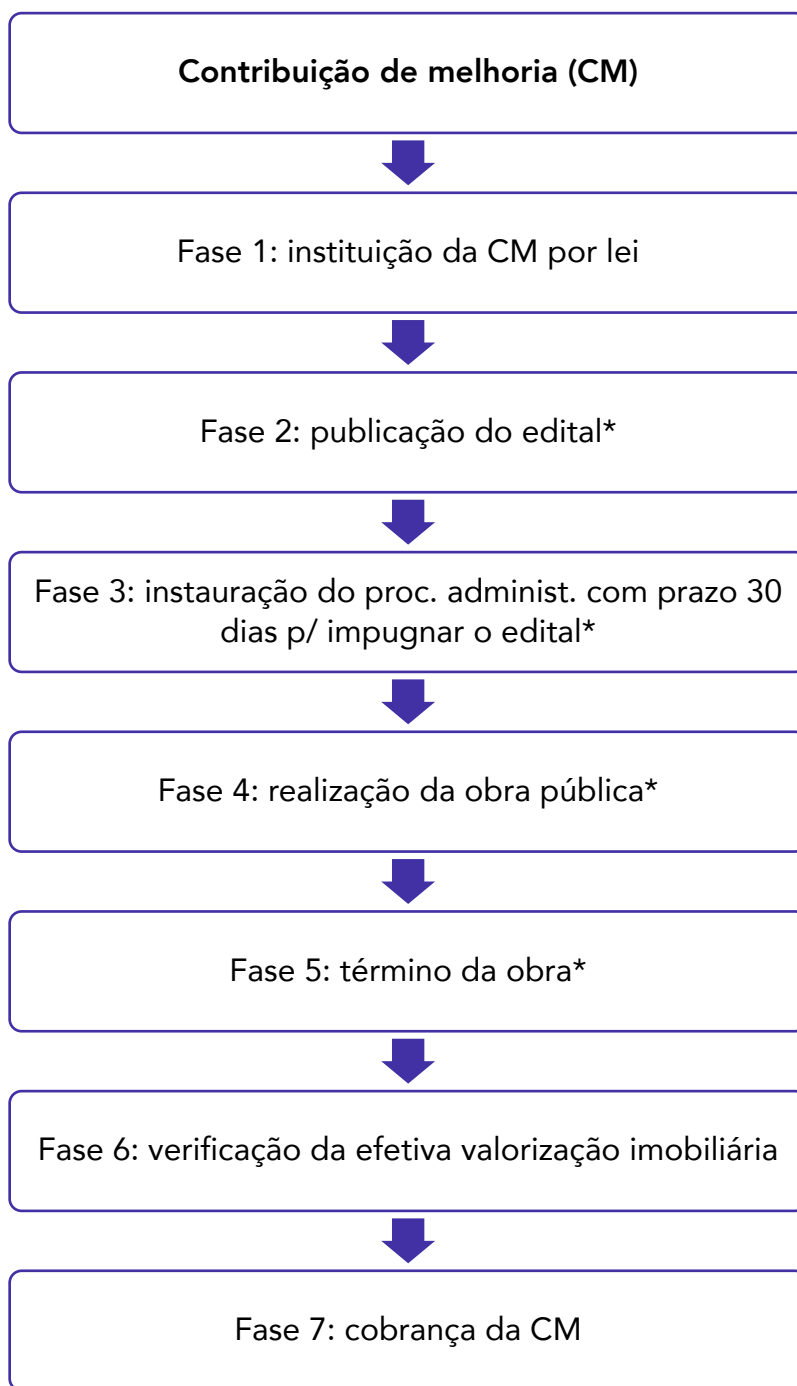 Contribuição de melhoria (CM)
Fase 1: instituição da CM por lei
Fase 2: publicação do edital*
Fase 3: instauração do proc. administ. com prazo 30
dias p/ impugnar o edital*
Fase 4: realização da obra pública*
Fase 5: término da obra*
Fase 6: verificação da efetiva valorização imobiliária
Fase 7: cobrança da CM